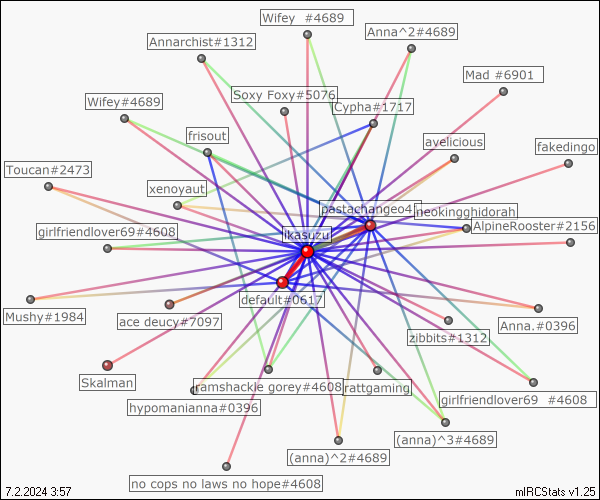 Wifey  #4689
Annarchist#1312
Anna^2#4689
Mad #6901
Soxy Foxy#5076
Wifey#4689
Cypha#1717
frisout
ayelicious
fakedingo
Toucan#2473
xenoyaut
pastachangeo4
neokingghidorah
AlpineRooster#2156
girlfriendlover69#4608
ikasuzu
default#0617
Mushy#1984
ace deucy#7097
Anna.#0396
zibbits#1312
Skalman
ramshackle gorey#4608
rattgaming
girlfriendlover69  #4608
hypomanianna#0396
(anna)^3#4689
(anna)^2#4689
no cops no laws no hope#4608
7.2.2024 3:57
mIRCStats v1.25